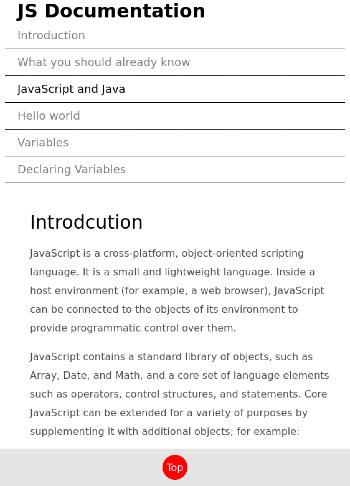 JS Documentation
Introduction
What you should already know
JavaScript and Java
Hello world
Variables
Declaring Variables
Introdcution
JavaScript is a cross-platform, object-oriented scripting
language. It is a small and lightweight language. Inside a
host environment (for example, a web browser), JavaScript
can be connected to the objects of its environment to
provide programmatic control over them.
JavaScript contains a standard library of objects, such as
Array, Date, and Math, and a core set of language elements
such as operators, control structures, and statements. Core
JavaScript can be extended for a variety of purposes by
supplementing it with additional objects; for example:
Top